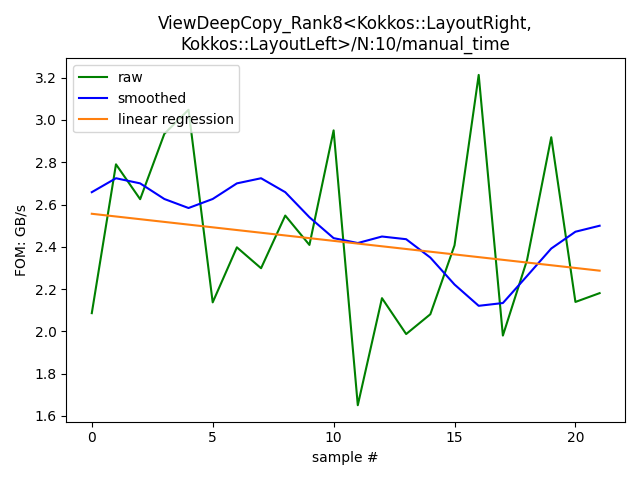 ViewDeepCopy_Rank8<Kokkos::LayoutRight,
Kokkos::LayoutLeft>/N:10/manual_time
raw
smoothed
linear regression
FOM: GB/s
3.2
3.0
2.8
2.6
2.4
2.2
2.0
1.8
1.6
0
5
10
15
20
sample #